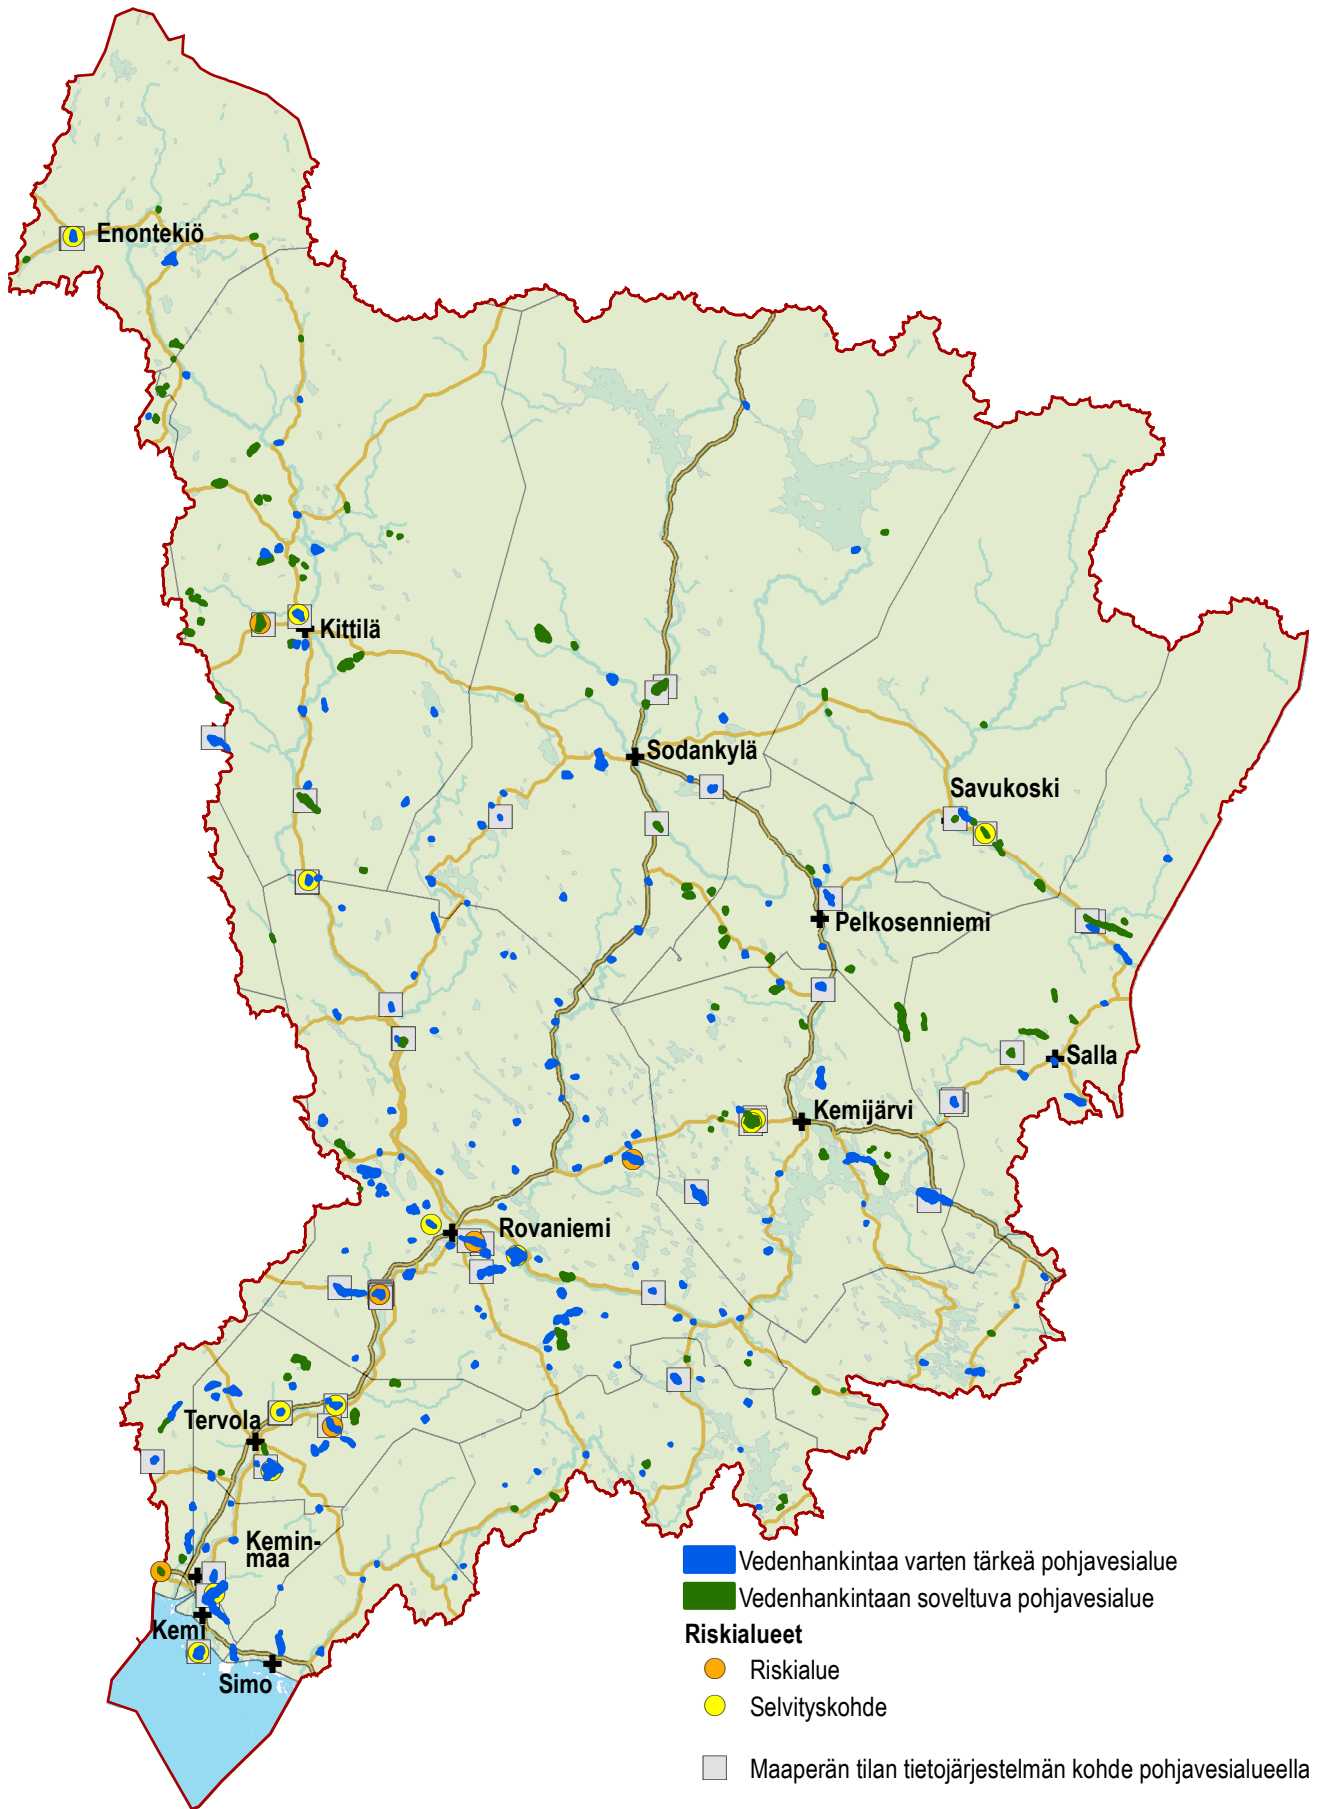 Enontekiö
Kittilä
Sodankylä
Savukoski
Pelkosenniemi
Salla
Kemijärvi
Rovaniemi
Tervola
Kemin-
maa
Kemi
Simo
Vedenhankintaa varten tärkeä pohjavesialue
Vedenhankintaan soveltuva pohjavesialue
Riskialueet
Riskialue
Selvityskohde
Maaperän tilan tietojärjestelmän kohde pohjavesialueella